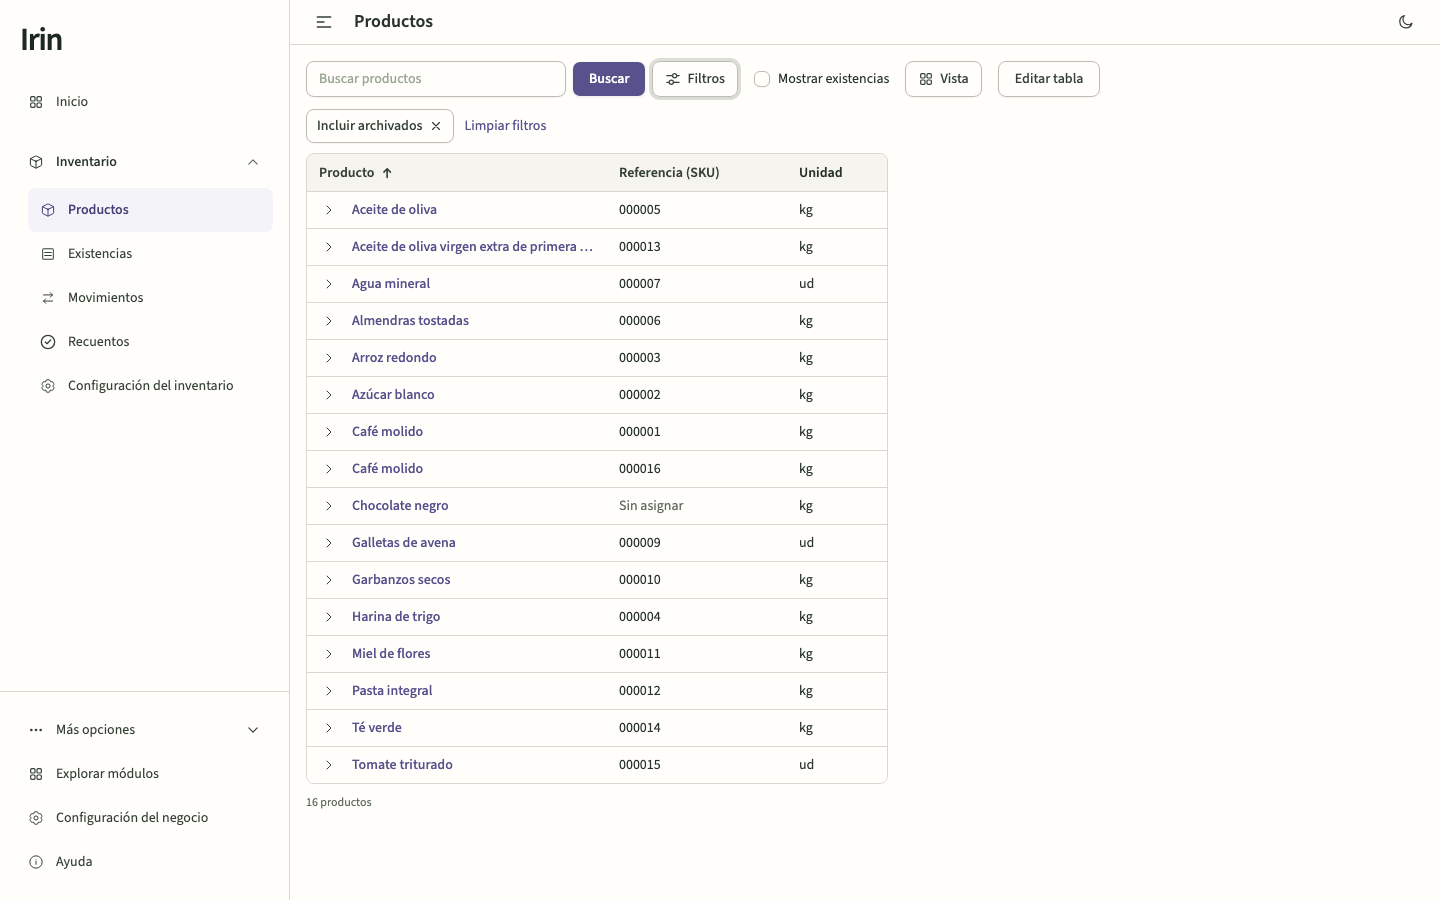 Irin
Inicio
Inventario
Productos
Existencias
Movimientos
Recuentos
Configuración del inventario
Más opciones
Explorar módulos
Configuración del negocio
Ayuda
Productos
Buscar productos Buscar Filtros Mostrar existencias Vista Editar tabla
Incluir archivados Limpiar filtros
Producto Referencia (SKU) Unidad
Aceite de oliva 000005 kg
Aceite de oliva virgen extra de primera … 000013 kg
Agua mineral 000007 ud
Almendras tostadas 000006 kg
Arroz redondo 000003 kg
Azúcar blanco 000002 kg
Café molido 000001 kg
Café molido 000016 kg
Chocolate negro Sin asignar kg
Galletas de avena 000009 ud
Garbanzos secos 000010 kg
Harina de trigo 000004 kg
Miel de flores 000011 kg
Pasta integral 000012 kg
Té verde 000014 kg
Tomate triturado 000015 ud
16 productos